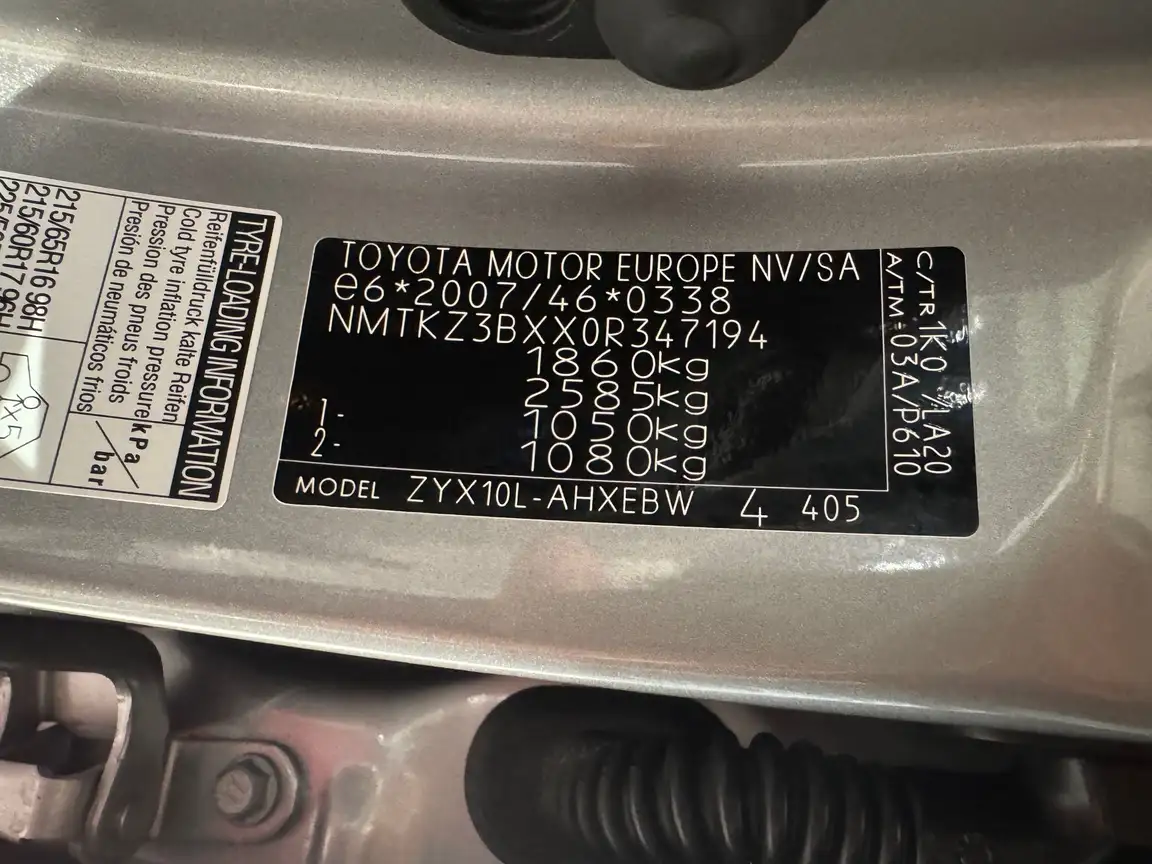 TYRE-LOADING INFORMATION
Reifenfülldruck kalte Reifen
Cold tyre inflation pressure
Pression des pneus froids
Presión de neumáticos frios
kPa/
/bar
215/65R16 98H
215/60R17 96H
TOYOTA MOTOR EUROPE NV/SA
e6*2007/46*0338
NMTKZ3BXX0R347194
1860kg
2585kg
1- 1050kg
2- 1080kg
MODEL ZYX10L-AHXEBW 4 405
C/TR 1K0 /LA20
A/TM 03A/P610